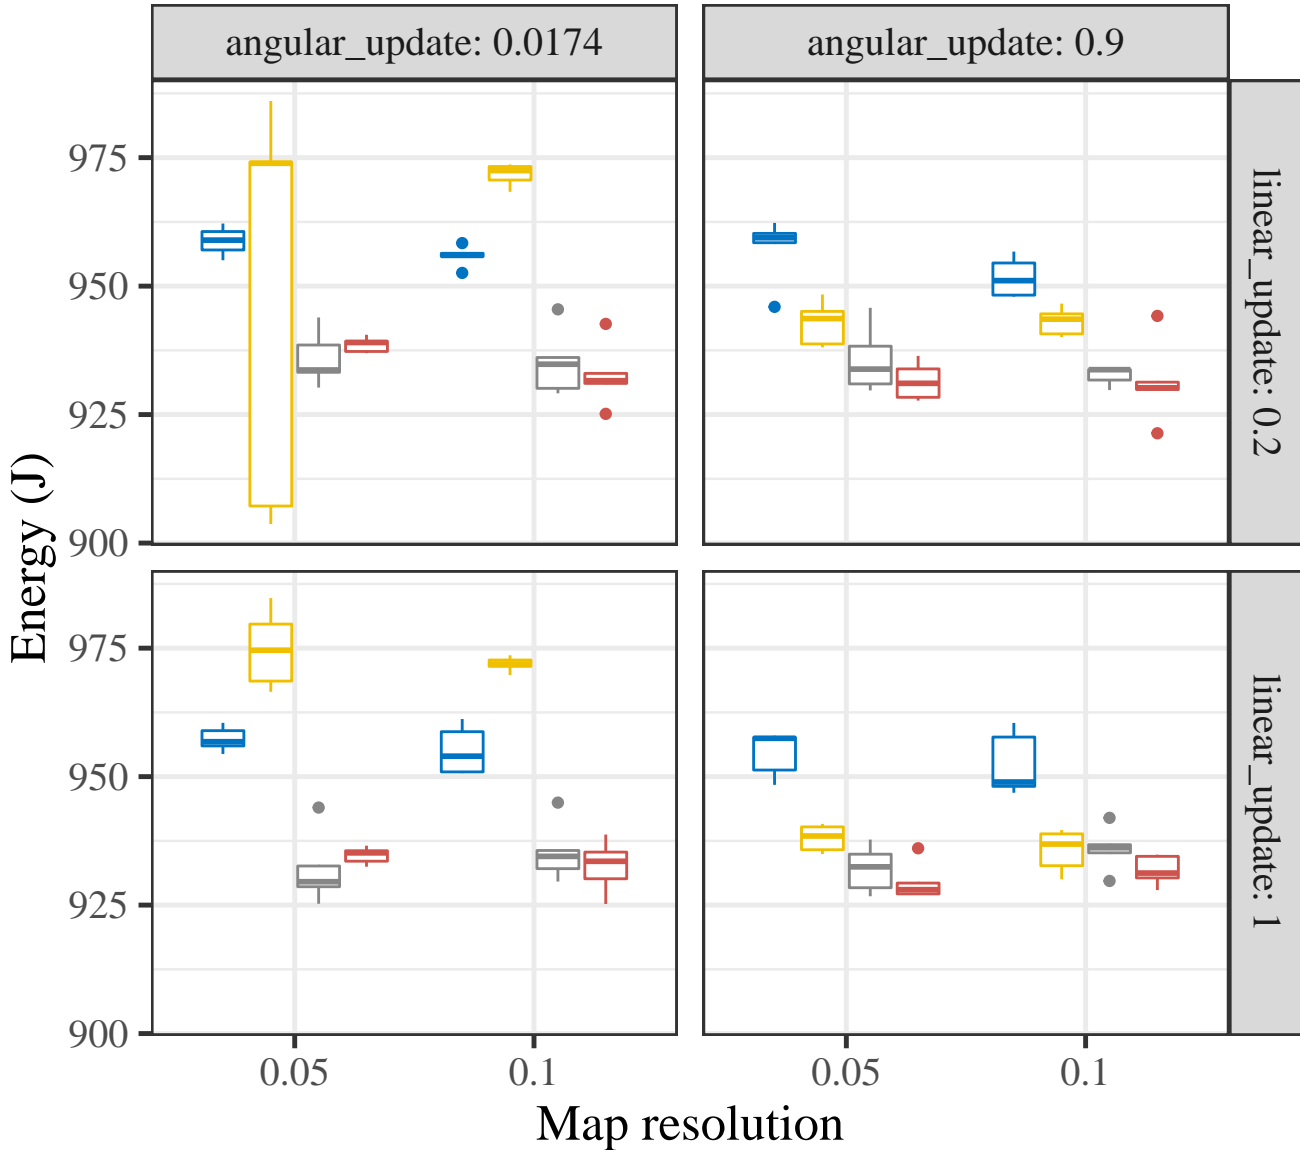 angular_update: 0.0174
angular_update: 0.9
975
950
925
900
linear_update: 0.2
Energy (J)
975
950
925
900
linear_update: 1
0.05
0.1
0.05
0.1
Map resolution